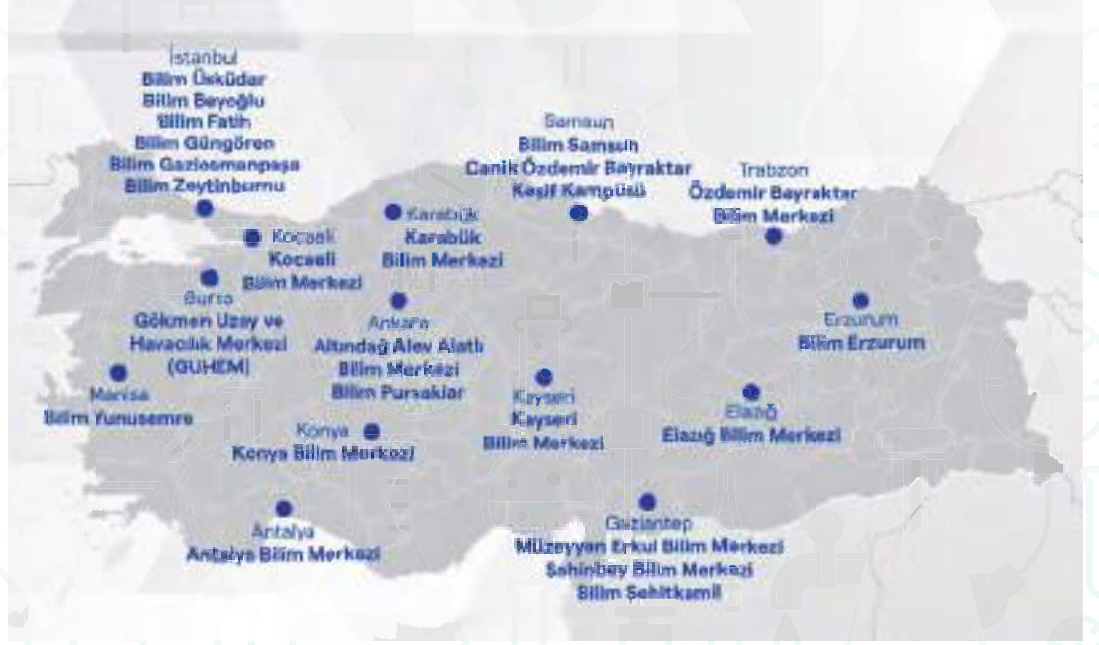 İstanbul
Bilim Üsküdar
Bilim Beyoğlu
Bilim Fatih
Bilim Güngören
Bilim Gaziosmanpaşa
Bilim Zeytinburnu
Samsun
Bilim Samsun
Canik Özdemir Bayraktar
Keşif Kampüsü
Trabzon
Özdemir Bayraktar
Bilim Merkezi
Karabük
Karabük
Bilim Merkezi
Kocaeli
Kocaeli
Bilim Merkezi
Bursa
Gökmen Uzay ve
Havacılık Merkezi
(GUHEM)
Ankara
Altındağ Alev Alatlı
Bilim Merkezi
Bilim Pursaklar
Erzurum
Bilim Erzurum
Manisa
Bilim Yunusemre
Kayseri
Kayseri
Bilim Merkezi
Elazığ
Elazığ Bilim Merkezi
Konya
Konya Bilim Merkezi
Antalya
Antalya Bilim Merkezi
Gaziantep
Müzeyyen Erkul Bilim Merkezi
Şahinbey Bilim Merkezi
Bilim Şehitkamil